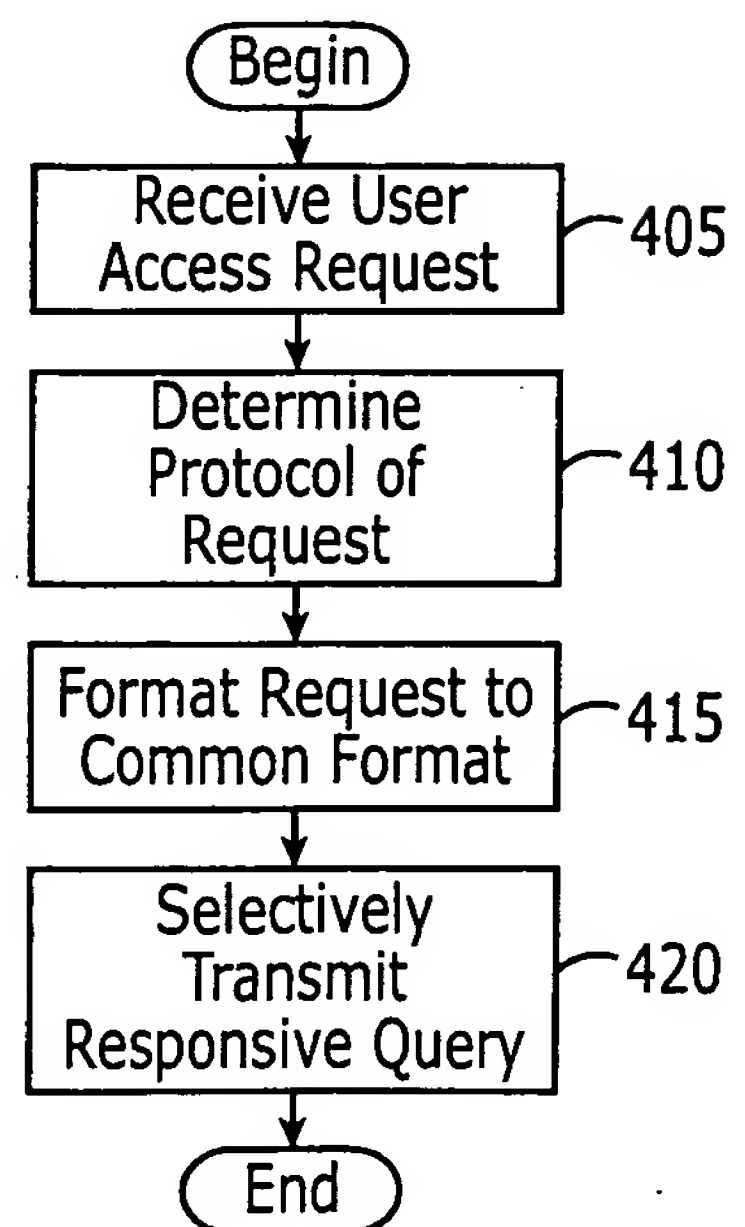 Begin
Receive User
Access Request
405
Determine
Protocol of
Request
410
Format Request to
Common Format
415
Selectively
Transmit
Responsive Query
420
End